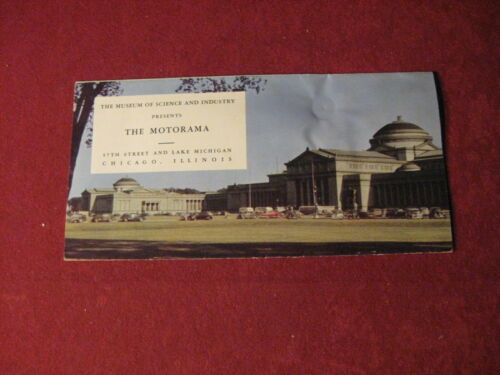 THE MUSEUM OF SCIENCE AND INDUSTRY
PRESENTS
THE MOTORAMA
57TH STREET AND LAKE MICHIGAN
CHICAGO, ILLINOIS